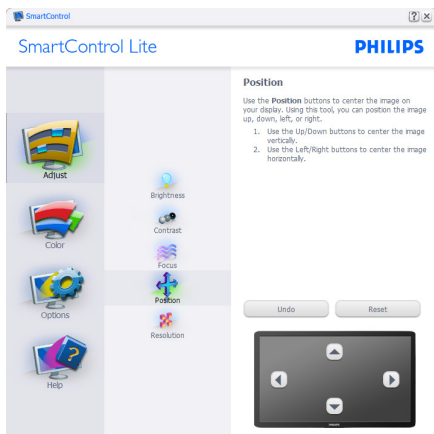 SmartControl
SmartControl Lite
PHILIPS
Adjust
Color
Options
Help
Brightness
Contrast
Focus
Position
Resolution
Position
Use the Position buttons to center the image on
your display. Using this tool, you can position the image
up, down, left, or right.
1. Use the Up/Down buttons to center the image
vertically.
2. Use the Left/Right buttons to center the image
horizontally.
Undo
Reset
PHILIPS